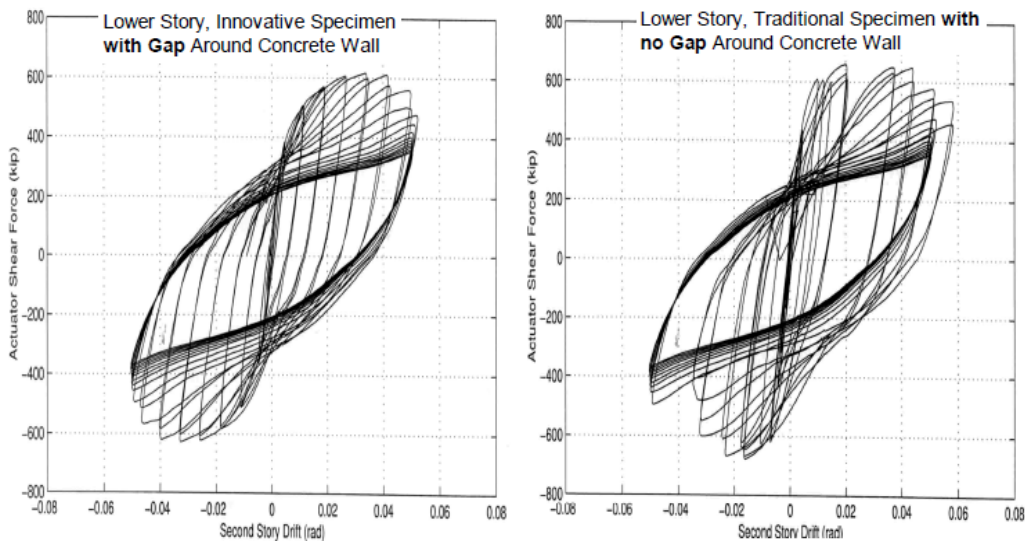 Lower Story, Innovative Specimen
with Gap Around Concrete Wall
800
600
400
200
0
-200
-400
-600
-800
Actuator Shear Force (kip)
-0.08 -0.06 -0.04 -0.02 0 0.02 0.04 0.06 0.08
Second Story Drift (rad)
Lower Story, Traditional Specimen with
no Gap Around Concrete Wall
800
600
400
200
0
-200
-400
-600
-800
Actuator Shear Force (kip)
-0.08 -0.06 -0.04 -0.02 0 0.02 0.04 0.06 0.08
Second Story Drift (rad)